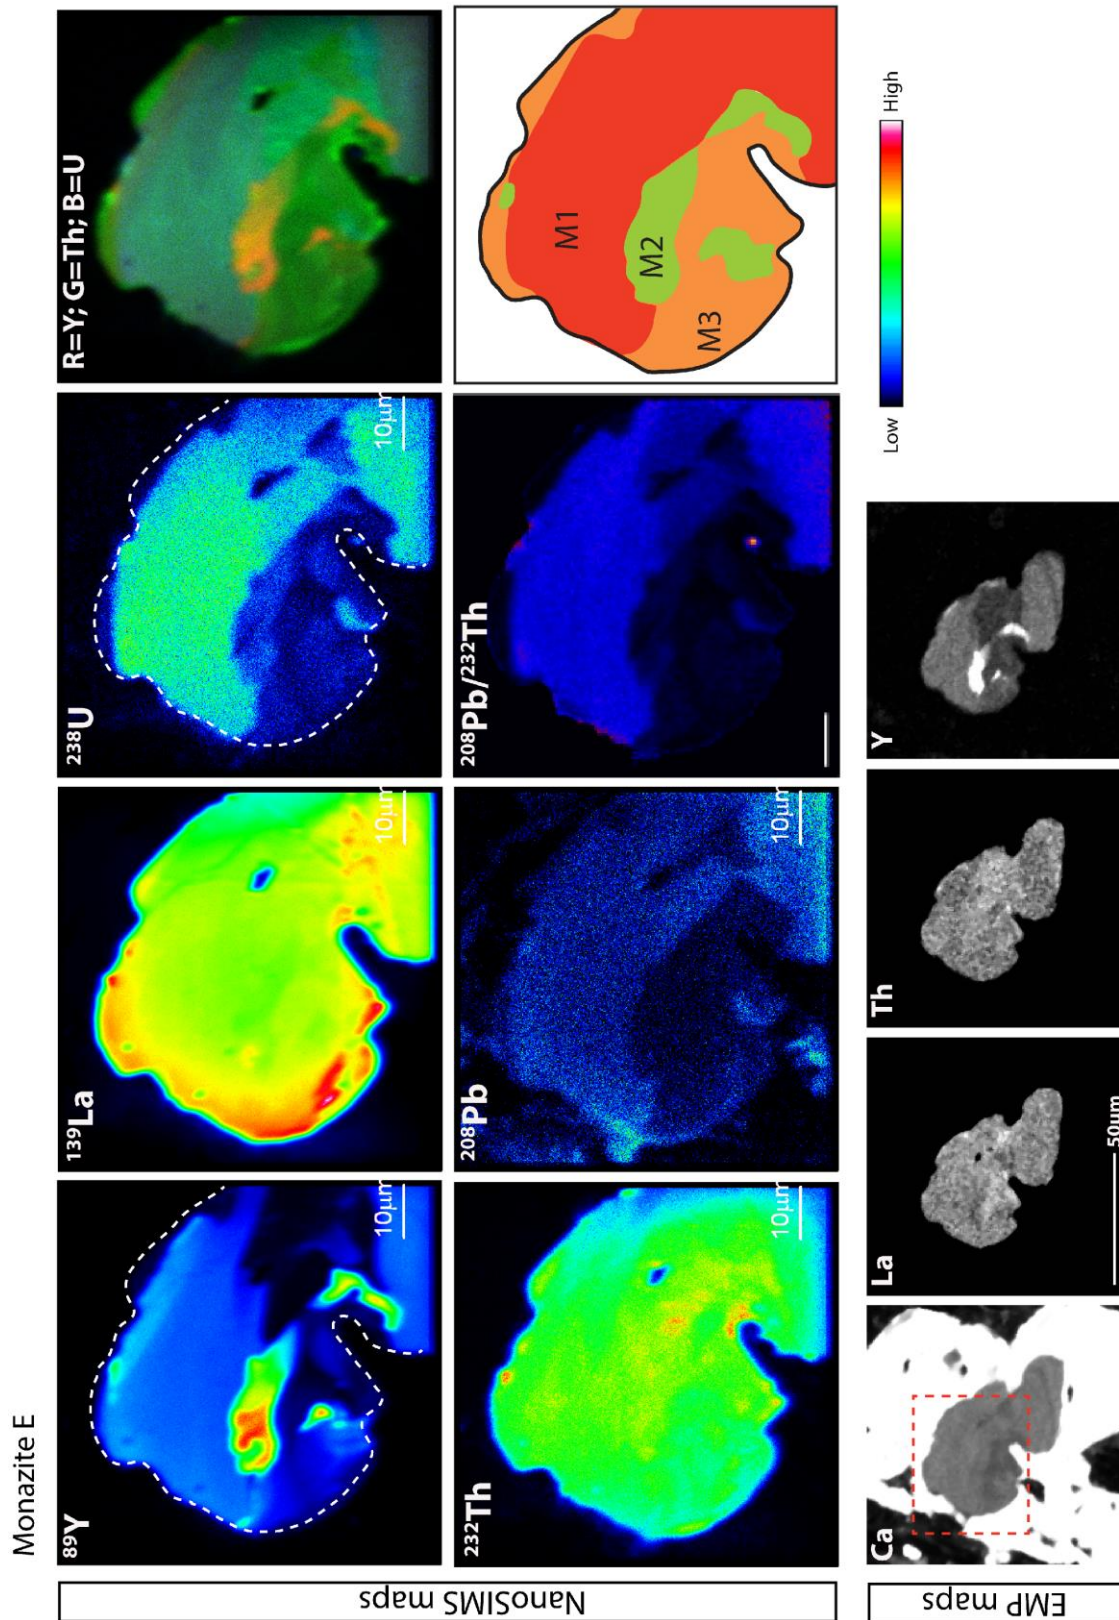 Monazite E
NanoSIMS maps
⁸⁹Y
10μm
¹³⁹La
10μm
²³⁸U
10μm
R=Y; G=Th; B=U
²³²Th
10μm
²⁰⁸Pb
10μm
²⁰⁸Pb/²³²Th
M1
M2
M3
EMP maps
Ca
La
50μm
Th
Y
Low
High